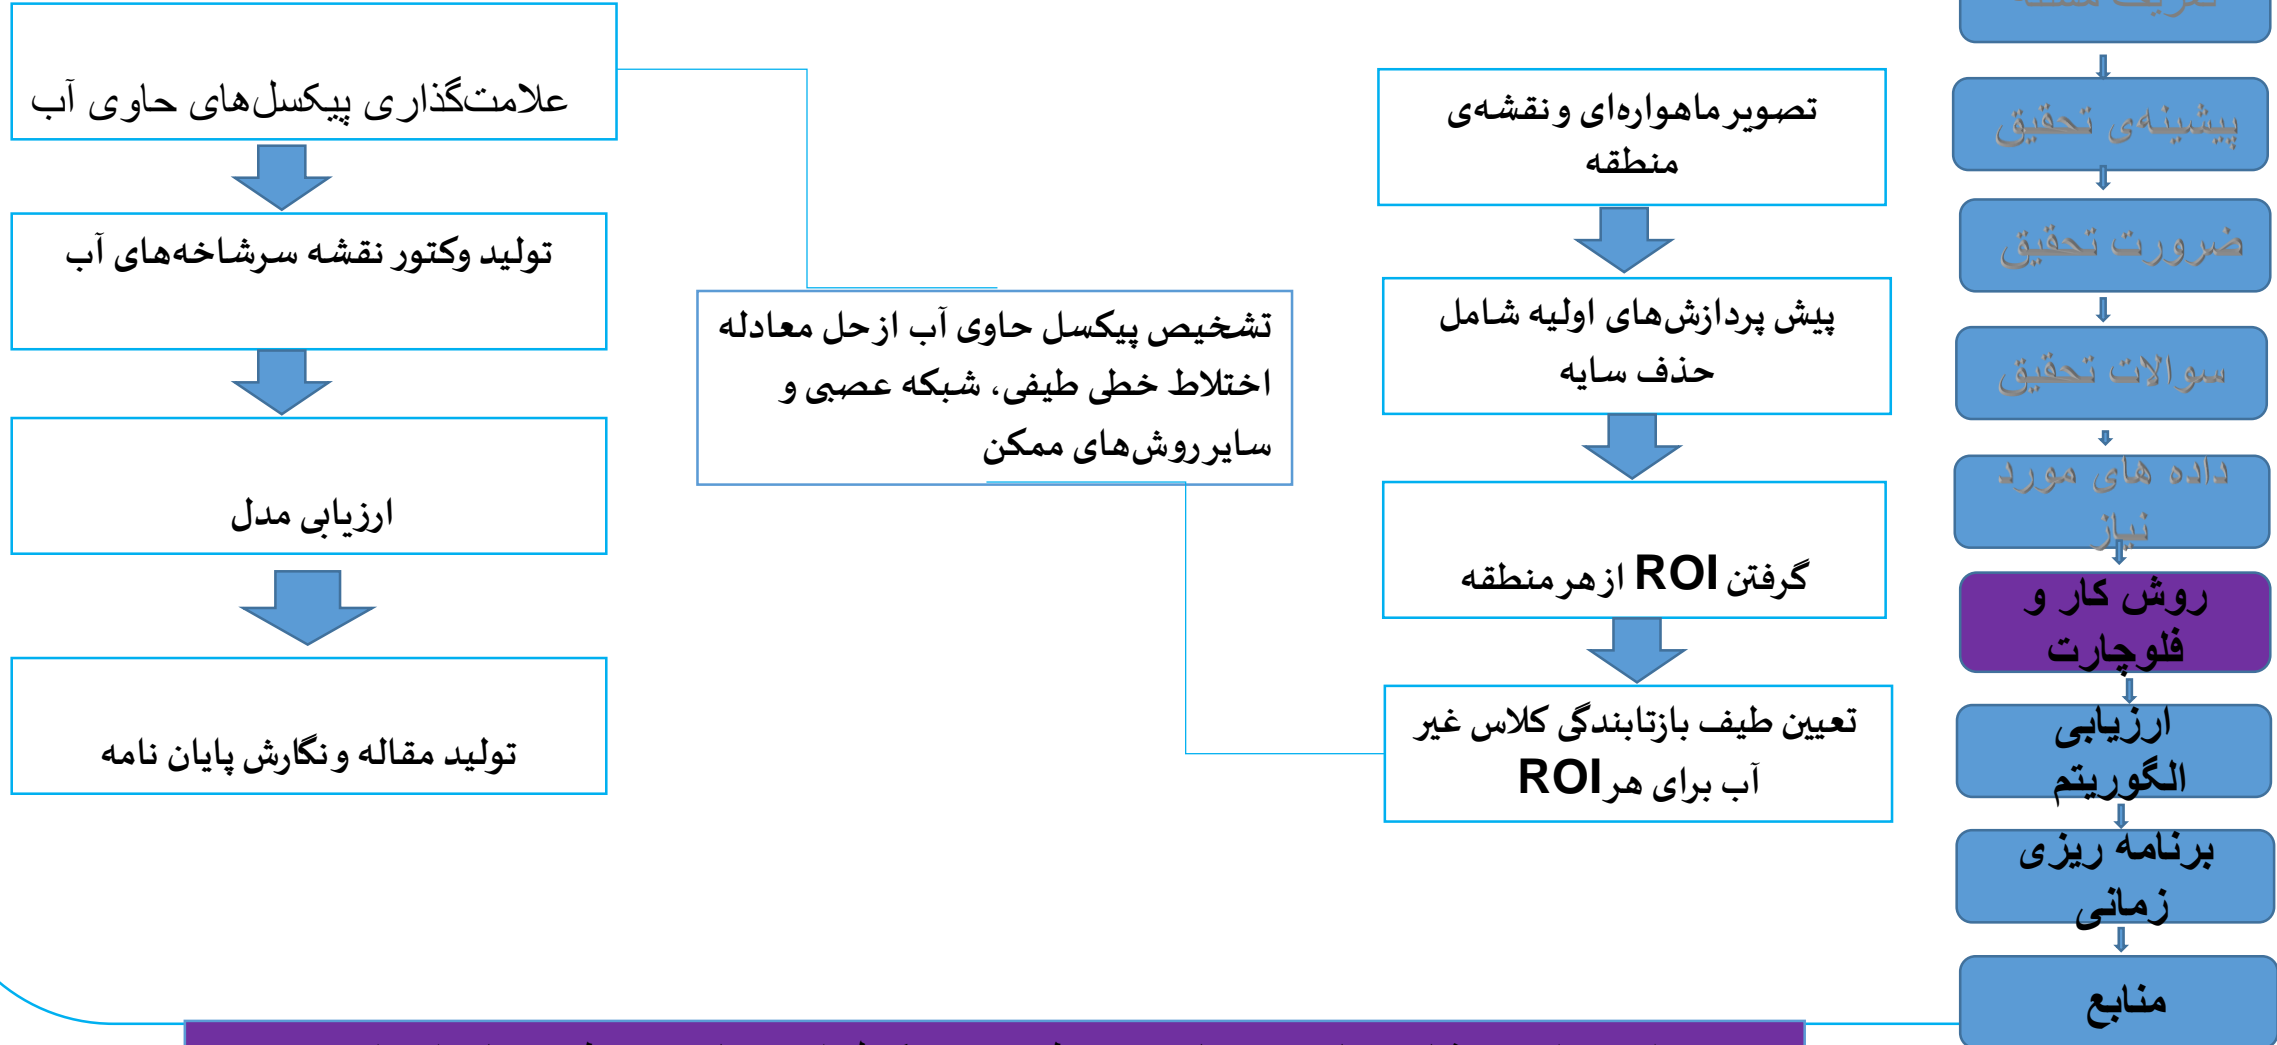 تصویر ماهواره‌ای و نقشه‌ی
منطقه
پیش پردازش‌های اولیه شامل
حذف سایه
گرفتن ROI از هر منطقه
تعیین طیف بازتابندگی کلاس غیر
آب برای هر ROI
تشخیص پیکسل حاوی آب از حل معادله
اختلاط خطی طیفی، شبکه عصبی و
سایر روش‌های ممکن
علامت‌گذاری پیکسل‌های حاوی آب
تولید وکتور نقشه سرشاخه‌های آب
ارزیابی مدل
تولید مقاله و نگارش پایان نامه
پیشینه‌ی تحقیق
ضرورت تحقیق
سوالات تحقیق
داده های مورد
نیاز
روش کار و
فلوچارت
ارزیابی
الگوریتم
برنامه ریزی
زمانی
منابع